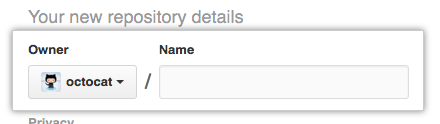 Your new repository details
Owner Name
octocat /
Privacy